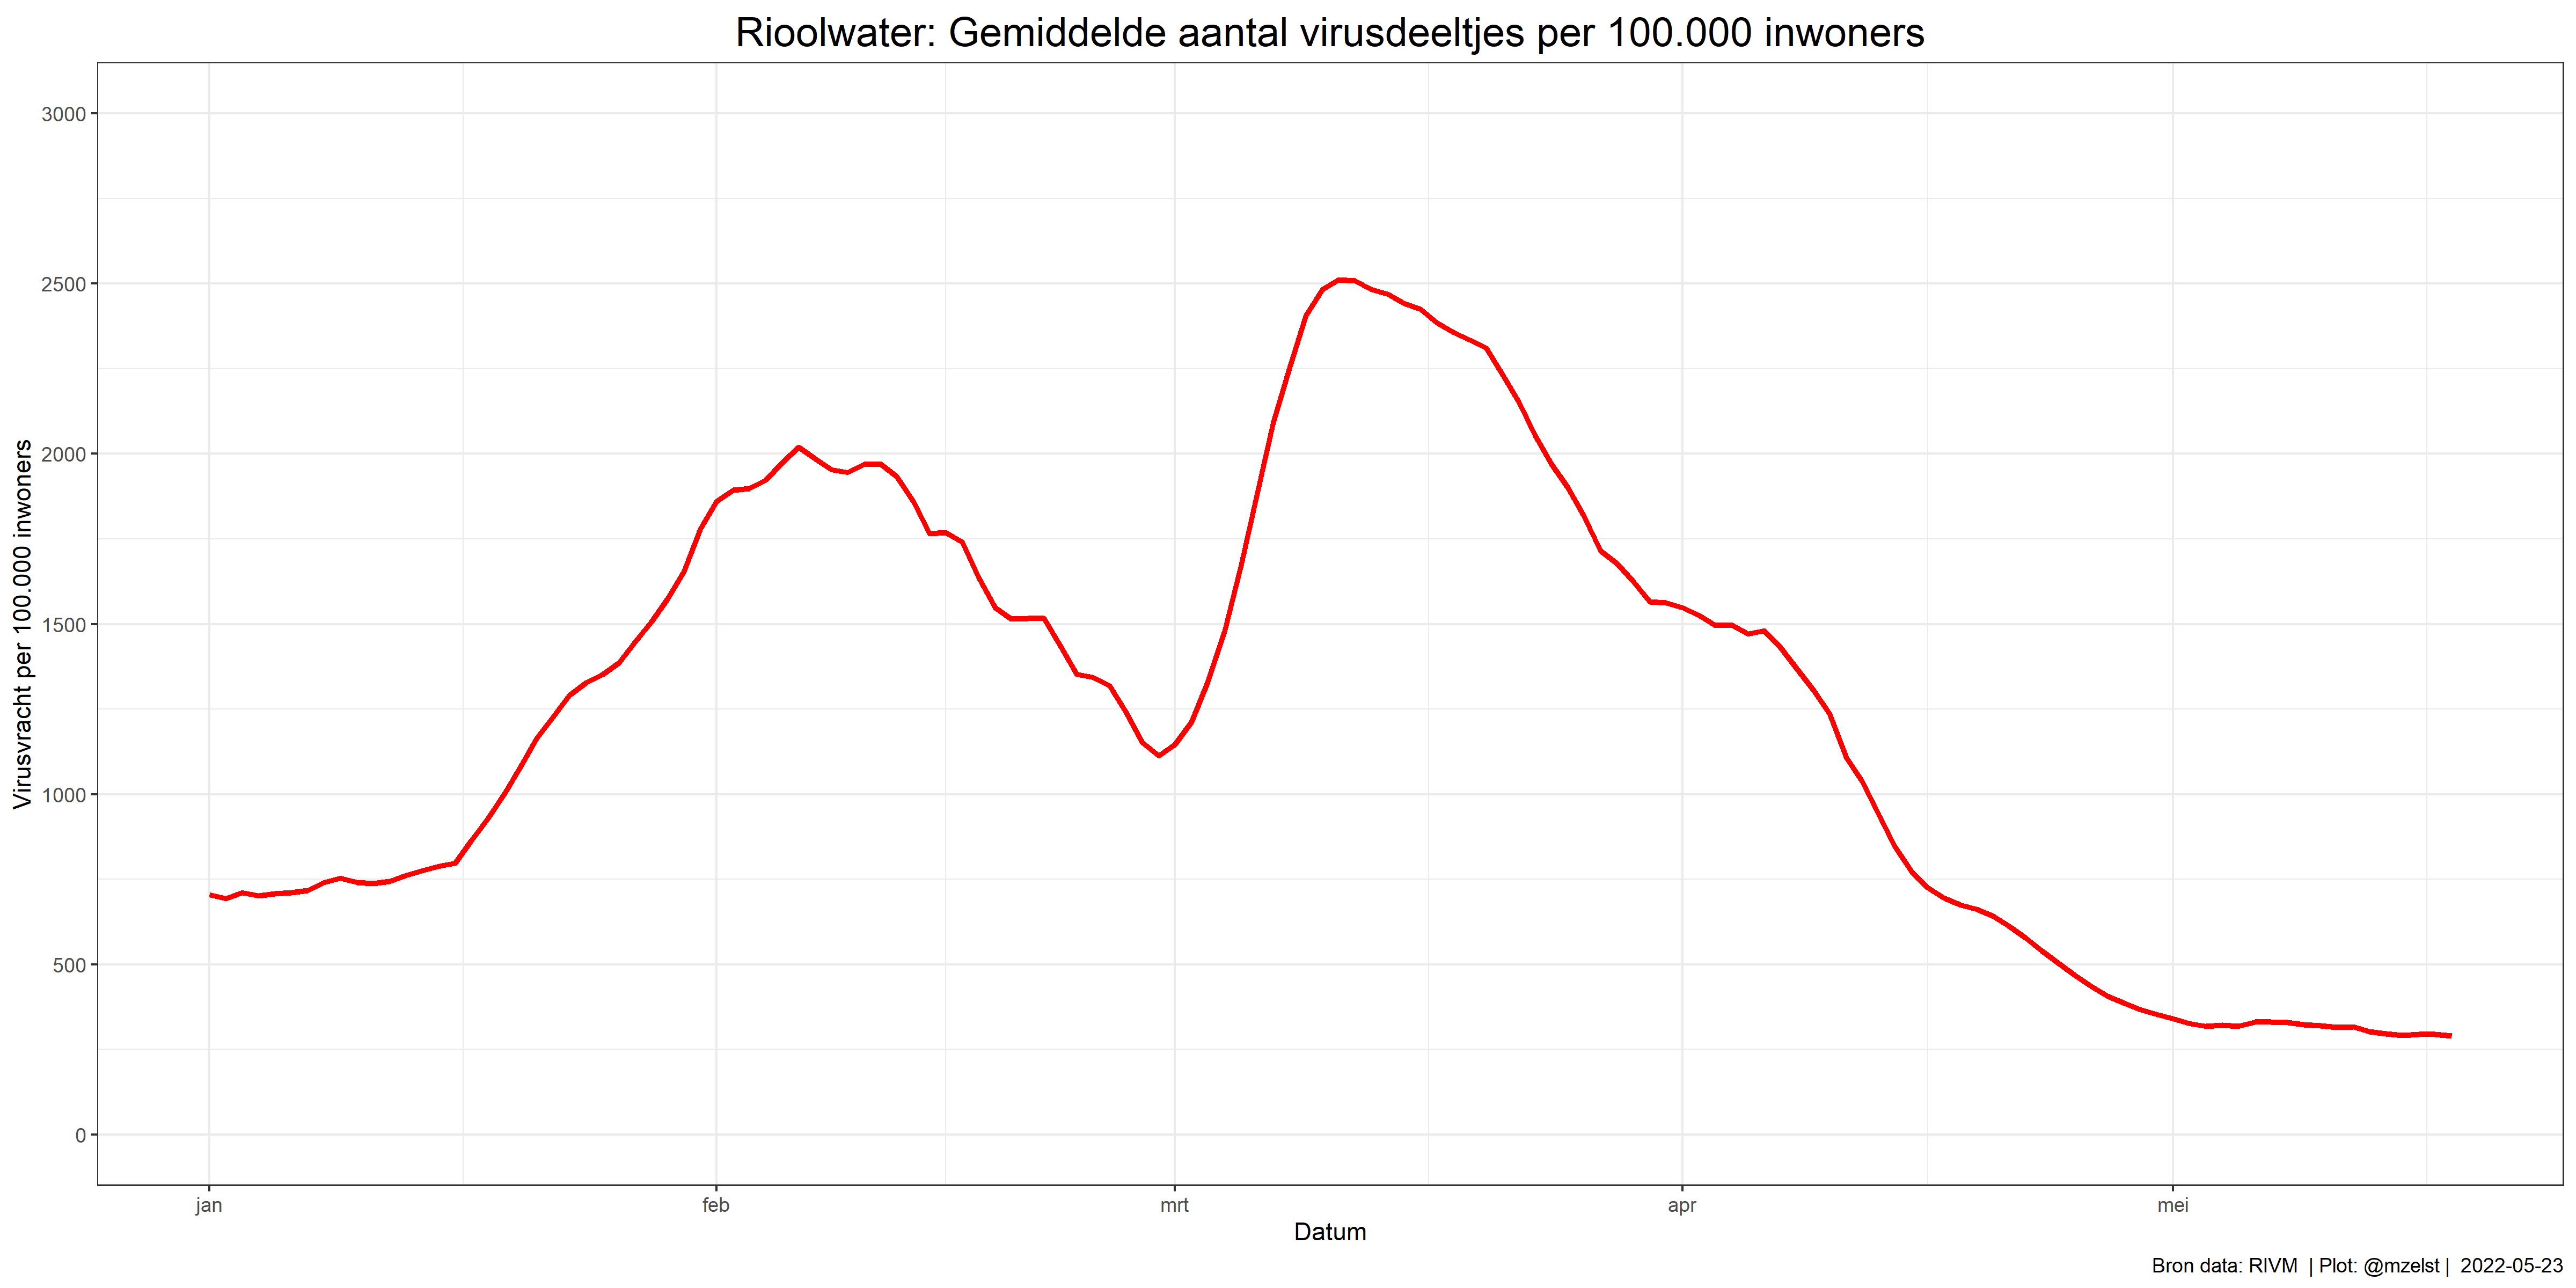 Rioolwater: Gemiddelde aantal virusdeeltjes per 100.000 inwoners
Virusvracht per 100.000 inwoners
3000
2500
2000
1500
1000
500
0
jan feb mrt apr mei
Datum
Bron data: RIVM | Plot: @mzelst | 2022-05-23